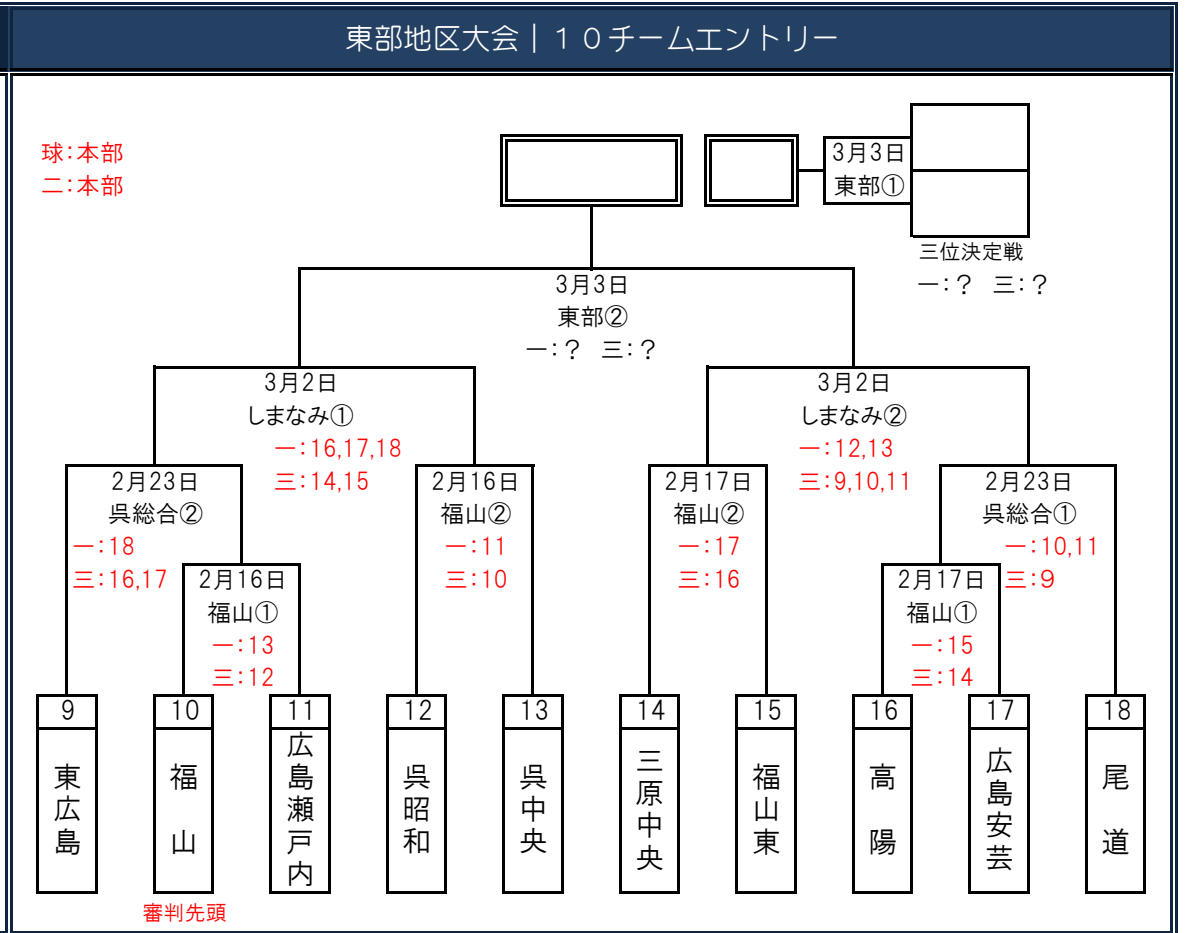 東部地区大会｜１０チームエントリー
球：本部
二：本部
3月3日
東部①
三位決定戦
一：？　三：？
3月3日
東部②
一：？　三：？
3月2日
しまなみ①
一：16,17,18
三：14,15
3月2日
しまなみ②
一：12,13
三：9,10,11
2月23日
呉総合②
一：18
三：16,17
2月16日
福山②
一：11
三：10
2月17日
福山②
一：17
三：16
2月23日
呉総合①
一：10,11
三：9
2月16日
福山①
一：13
三：12
2月17日
福山①
一：15
三：14
9
10
11
12
13
14
15
16
17
18
東広島
福山
広島瀬戸内
呉昭和
呉中央
三原中央
福山東
高陽
広島安芸
尾道
審判先頭